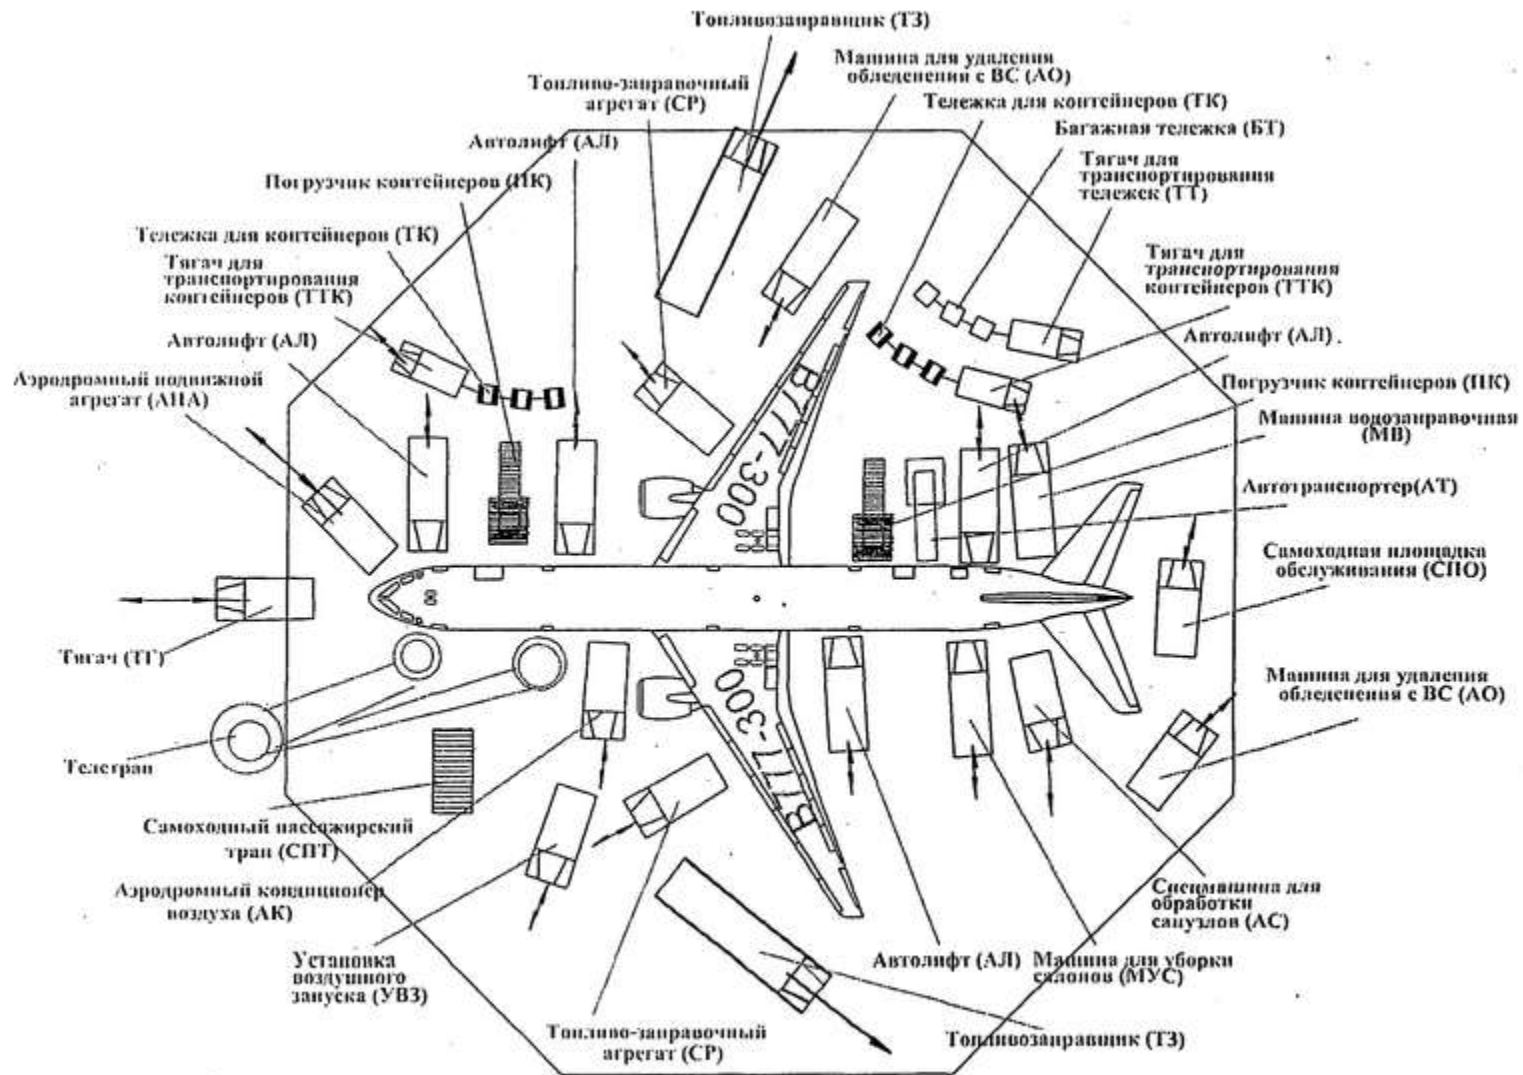 Топливозаправщик (ТЗ)
Машина для удаления
обледенения с ВС (АО)
Топливо-заправочный
агрегат (СР)
Тележка для контейнеров (ТК)
Багажная тележка (БТ)
Автолифт (АЛ)
Тягач для
транспортирования
тележек (ТТ)
Погрузчик контейнеров (ПК)
Тележка для контейнеров (ТК)
Тягач для
транспортирования
контейнеров (ТТК)
Тягач для
транспортирования
контейнеров (ТТК)
Автолифт (АЛ)
Автолифт (АЛ)
Аэродромный подвижной
агрегат (АПА)
Погрузчик контейнеров (ПК)
Машина водозаправочная
(МВ)
Автотранспортер(АТ)
Самоходная площадка
обслуживания (СПО)
B777-300
B777-300
Тягач (ТГ)
Машина для удаления
обледенения с ВС (АО)
Телетрап
Самоходный пассажирский
трап (СПТ)
Аэродромный кондиционер
воздуха (АК)
Спецмашина для
обработки
санузлов (АС)
Установка
воздушного
запуска (УВЗ)
Автолифт (АЛ)
Машина для уборки
салонов (МУС)
Топливо-заправочный
агрегат (СР)
Топливозаправщик (ТЗ)